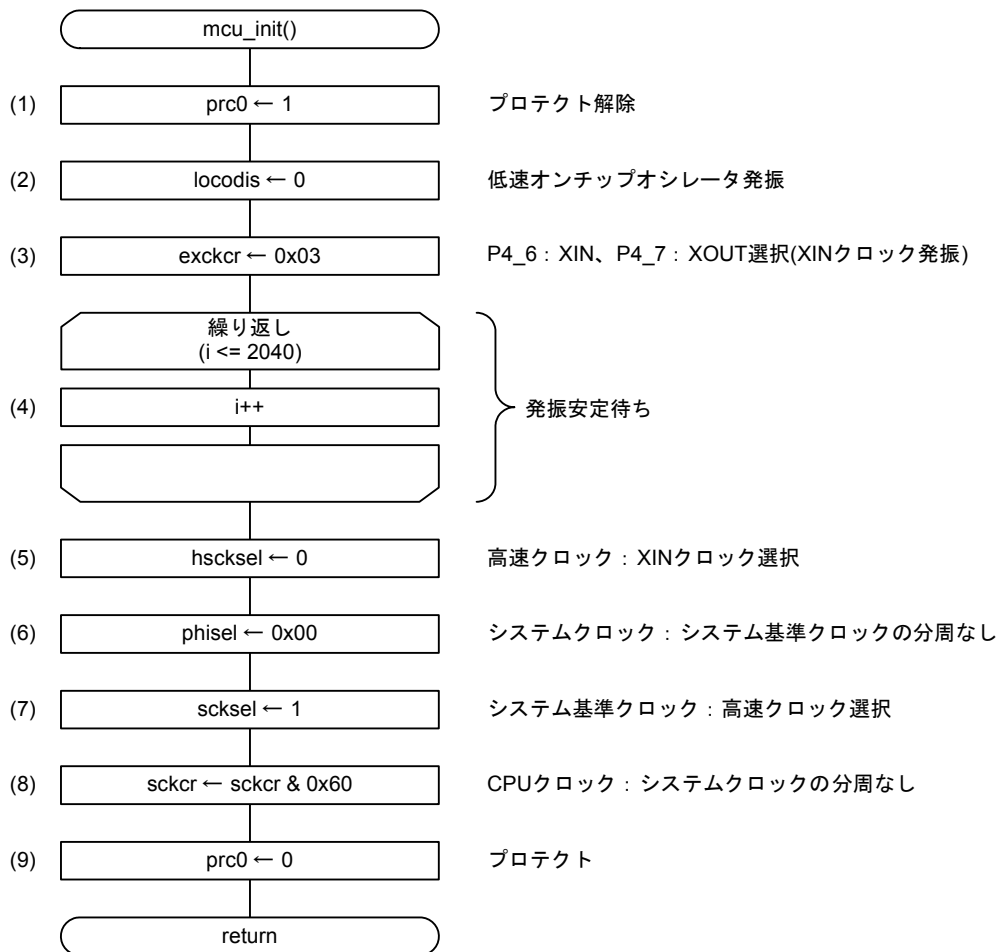 mcu_init()
(1) prc0 ← 1 プロテクト解除
(2) locodis ← 0 低速オンチップオシレータ発振
(3) exckcr ← 0x03 P4_6：XIN、P4_7：XOUT選択(XINクロック発振)
繰り返し
(i <= 2040)
(4) i++ 発振安定待ち
(5) hscksel ← 0 高速クロック：XINクロック選択
(6) phisel ← 0x00 システムクロック：システム基準クロックの分周なし
(7) scksel ← 1 システム基準クロック：高速クロック選択
(8) sckcr ← sckcr & 0x60 CPUクロック：システムクロックの分周なし
(9) prc0 ← 0 プロテクト
return